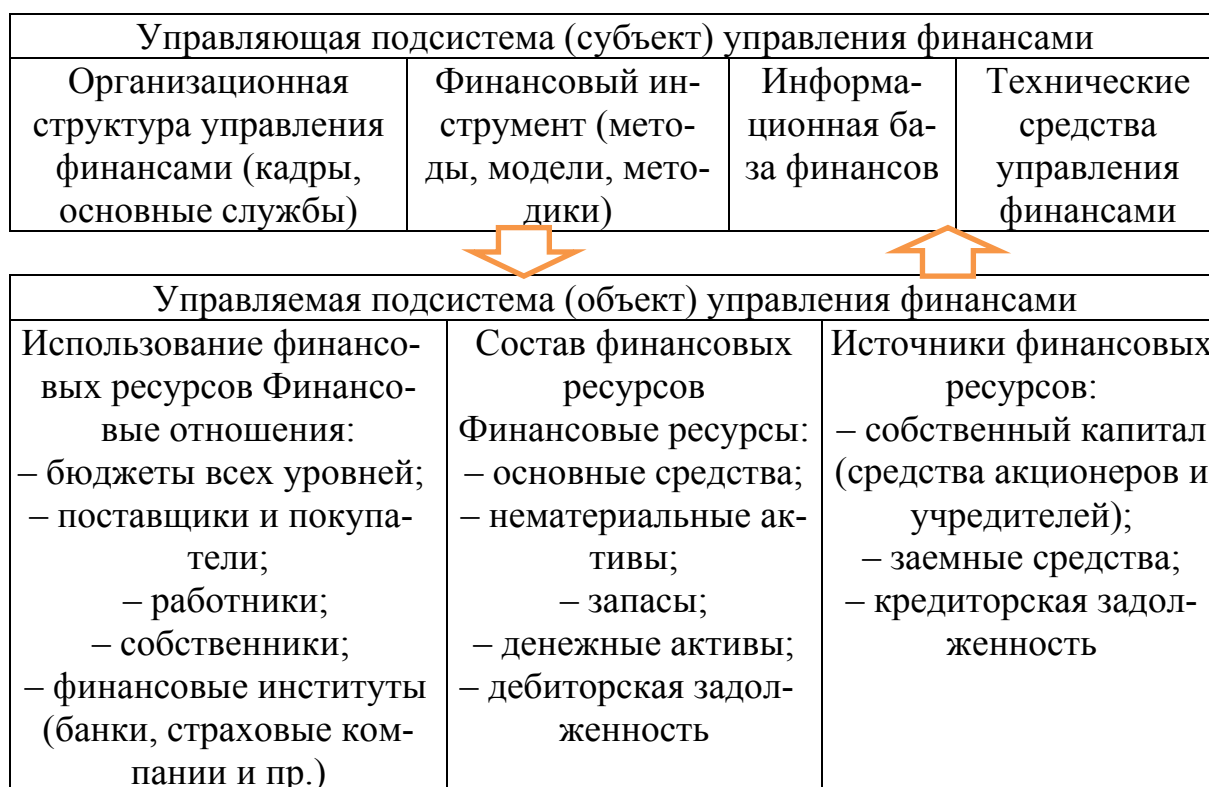 Управляющая подсистема (субъект) управления финансами
Организационная
структура управления
финансами (кадры,
основные службы)
Финансовый ин-
струмент (мето-
ды, модели, мето-
дики)
Информа-
ционная ба-
за финансов
Технические
средства
управления
финансами
Управляемая подсистема (объект) управления финансами
Использование финансо-
вых ресурсов Финансо-
вые отношения:
– бюджеты всех уровней;
– поставщики и покупа-
тели;
– работники;
– собственники;
– финансовые институты
(банки, страховые ком-
пании и пр.)
Состав финансовых
ресурсов
Финансовые ресурсы:
– основные средства;
– нематериальные ак-
тивы;
– запасы;
– денежные активы;
– дебиторская задол-
женность
Источники финансовых
ресурсов:
– собственный капитал
(средства акционеров и
учредителей);
– заемные средства;
– кредиторская задол-
женность